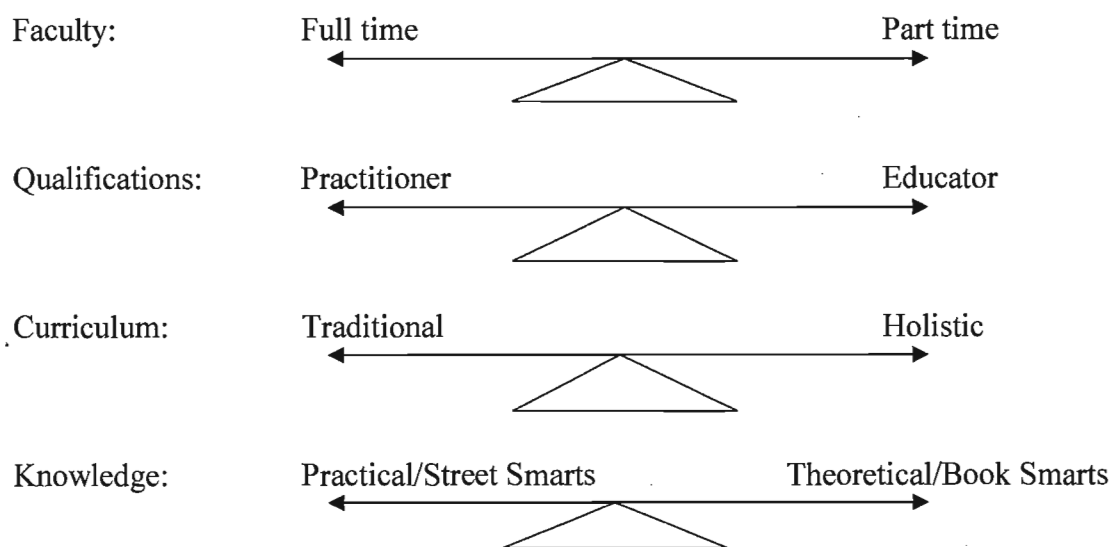 Faculty: Full time Part time
Qualifications: Practitioner Educator
Curriculum: Traditional Holistic
Knowledge: Practical/Street Smarts Theoretical/Book Smarts